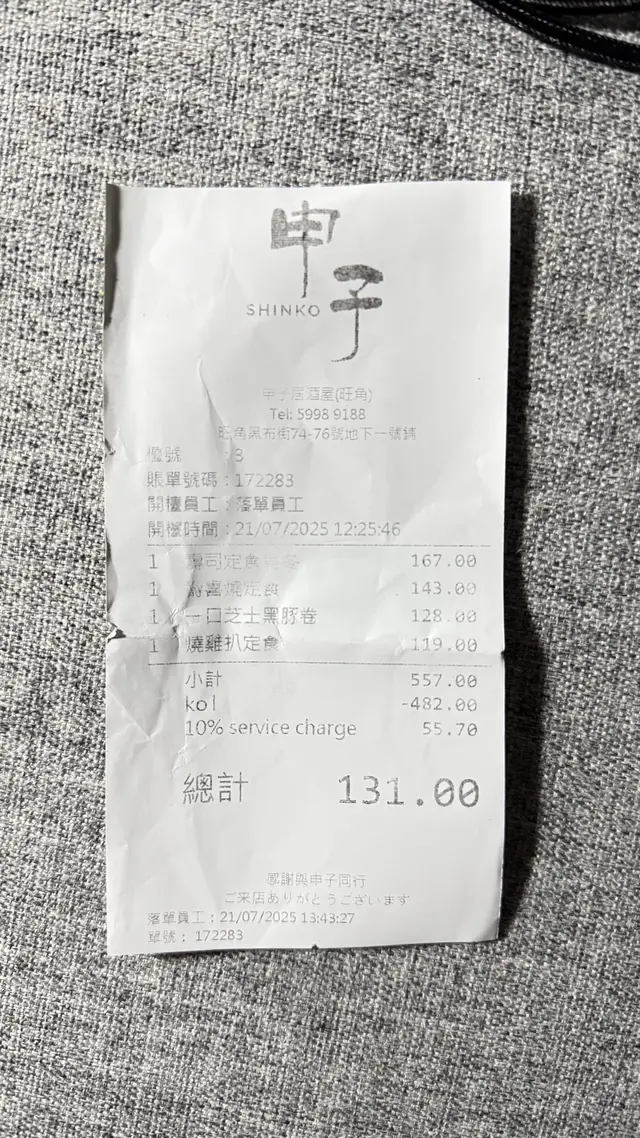 申子
SHINKO
申子居酒屋(旺角)
Tel: 5998 9188
旺角黑布街74-76號地下一號鋪
檯號 : 3
賬單號碼 : 172283
開檯員工 : 落單員工
開檯時間 : 21/07/2025 12:25:46
1 壽司定食 167.00
1 壽喜燒定食 143.00
1 一口芝士黑豚卷 128.00
1 燒雞扒定食 119.00
小計 557.00
kol -482.00
10% service charge 55.70
總計 131.00
感謝與申子同行
ご来店ありがとうございます
落單員工 : 21/07/2025 13:43:27
單號 : 172283